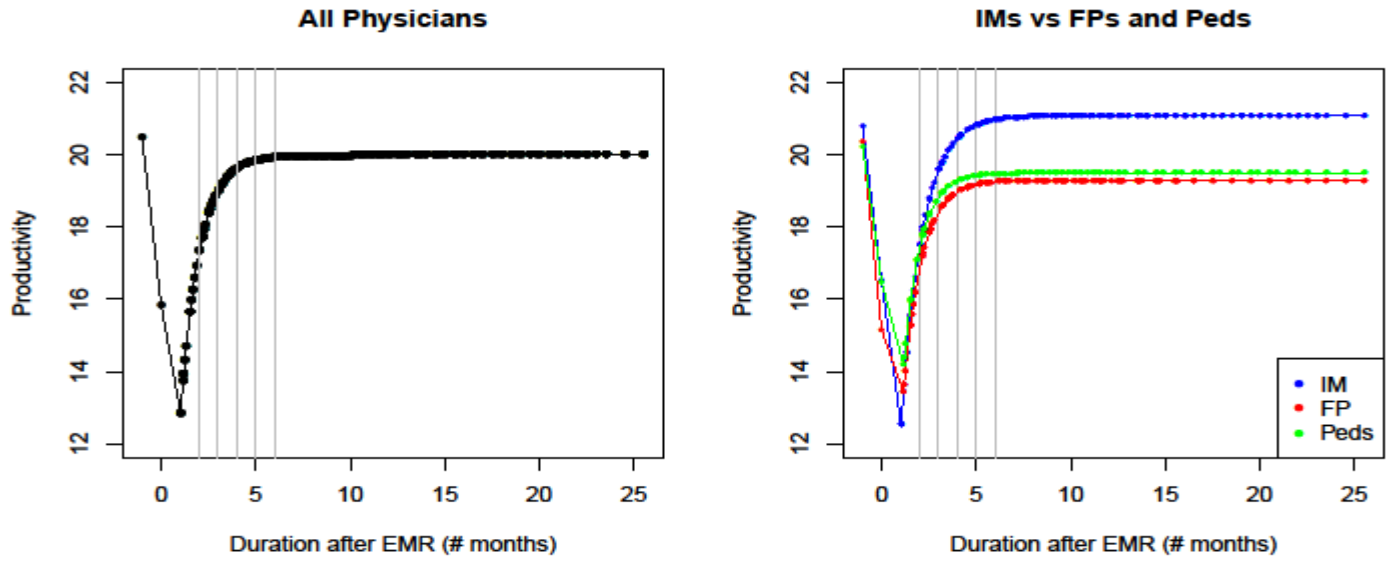 All Physicians
Productivity
22
20
18
16
14
12
0 5 10 15 20 25
Duration after EMR (# months)
IMs vs FPs and Peds
Productivity
22
20
18
16
14
12
IM
FP
Peds
0 5 10 15 20 25
Duration after EMR (# months)